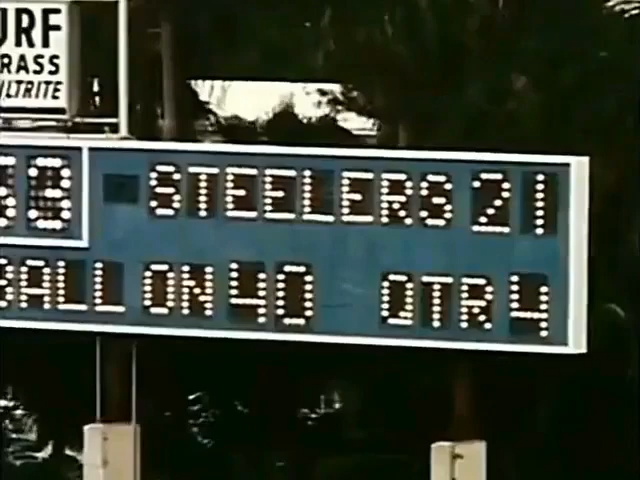 URF
RASS
ILTRITE
STEELERS 21
BALL ON 40 QTR 4